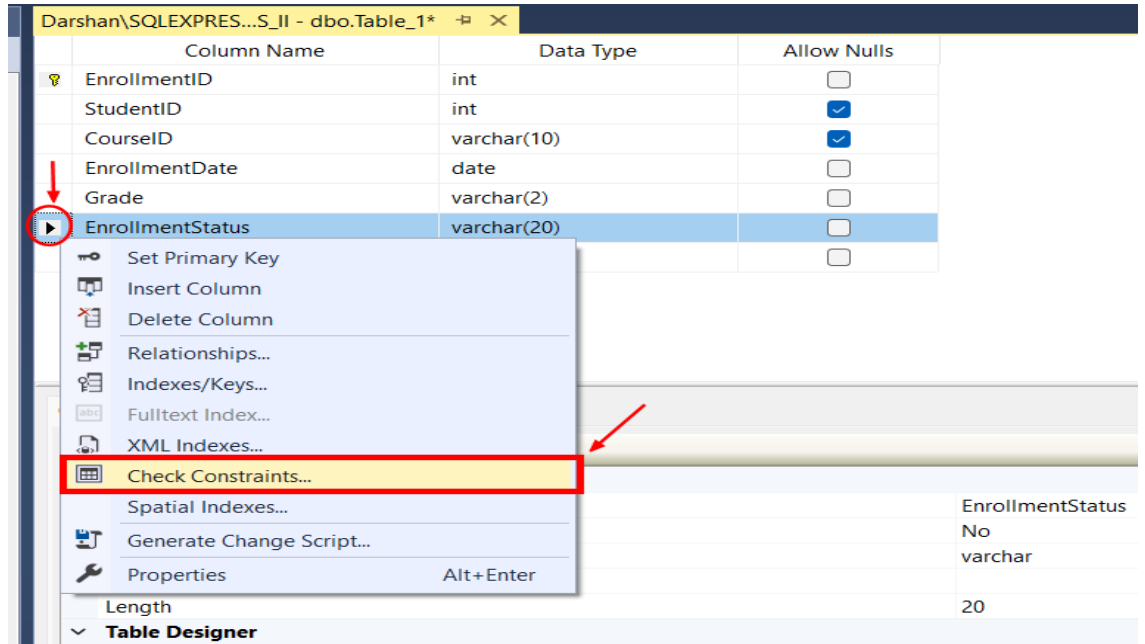 Darshan\SQLEXPRES...S_II - dbo.Table_1*
Column Name Data Type Allow Nulls
EnrollmentID int
StudentID int
CourseID varchar(10)
EnrollmentDate date
Grade varchar(2)
EnrollmentStatus varchar(20)
Set Primary Key
Insert Column
Delete Column
Relationships...
Indexes/Keys...
abc Fulltext Index...
XML Indexes...
Check Constraints...
Spatial Indexes...
Generate Change Script...
Properties Alt+Enter
EnrollmentStatus
No
varchar
Length 20
Table Designer